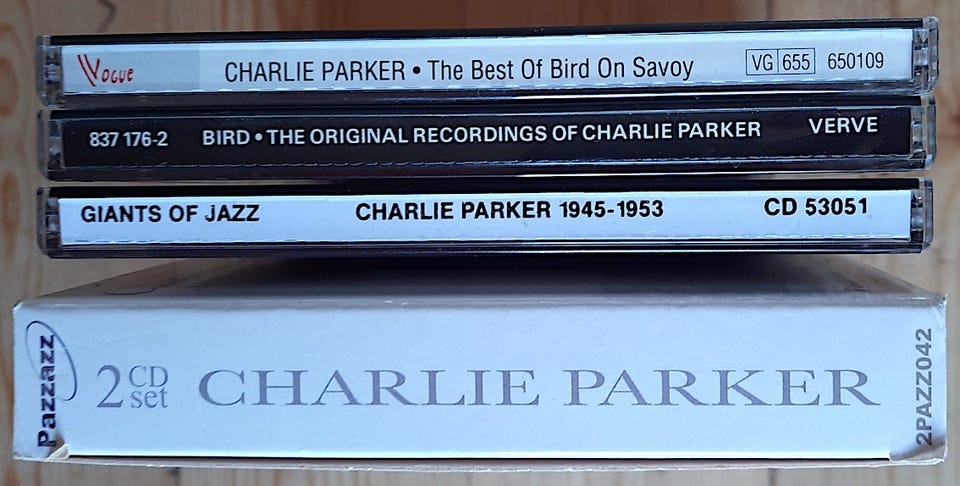 Vogue CHARLIE PARKER • The Best Of Bird On Savoy VG 655 650109
837 176-2 BIRD • THE ORIGINAL RECORDINGS OF CHARLIE PARKER VERVE
GIANTS OF JAZZ CHARLIE PARKER 1945-1953 CD 53051
Pazzazz
2 CD set CHARLIE PARKER
2PAZZ042